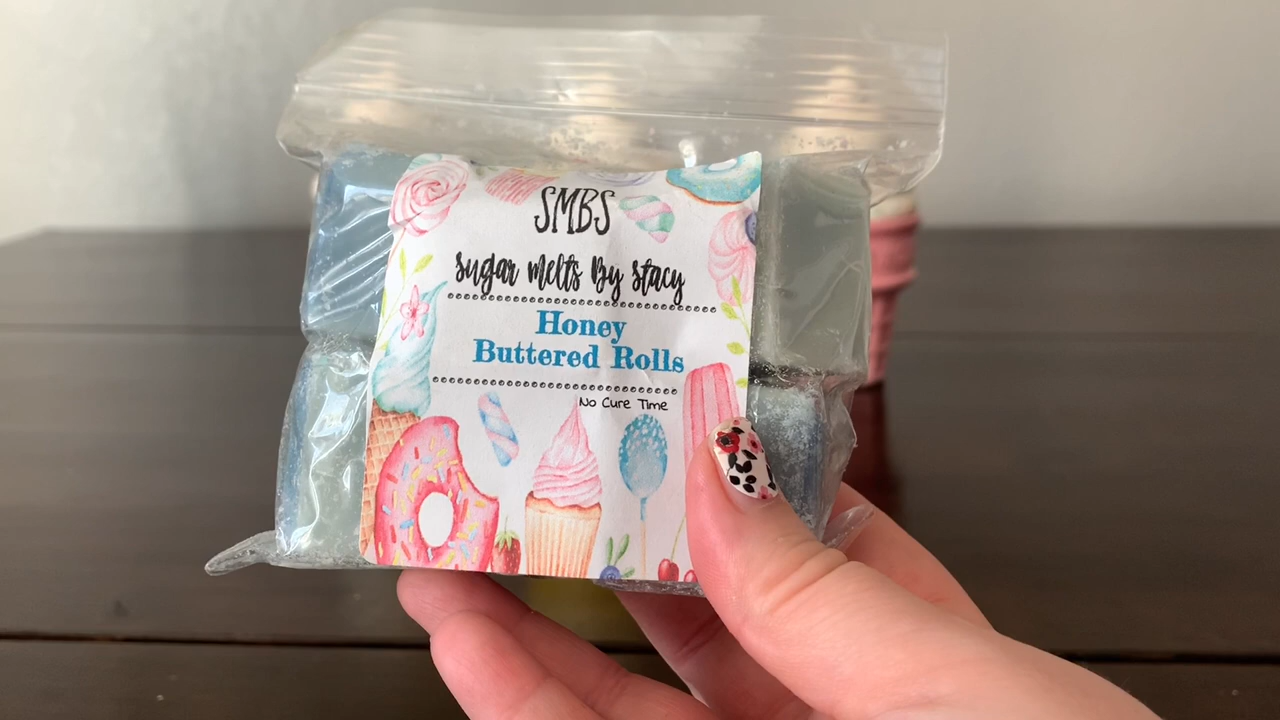 SMBS
Sugar Melts By Stacy
Honey
Buttered Rolls
No Cure Time